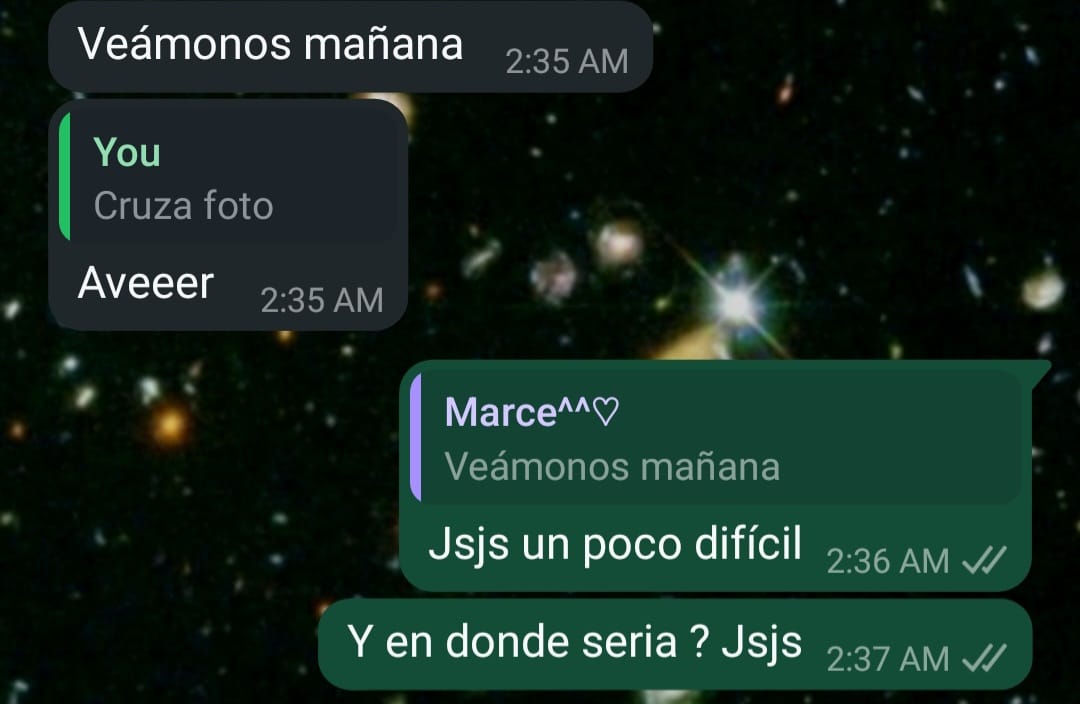 Veámonos mañana 2:35 AM
You
Cruza foto
Aveeer 2:35 AM
Marce^^♡
Veámonos mañana
Jsjs un poco difícil 2:36 AM
Y en donde seria ? Jsjs 2:37 AM